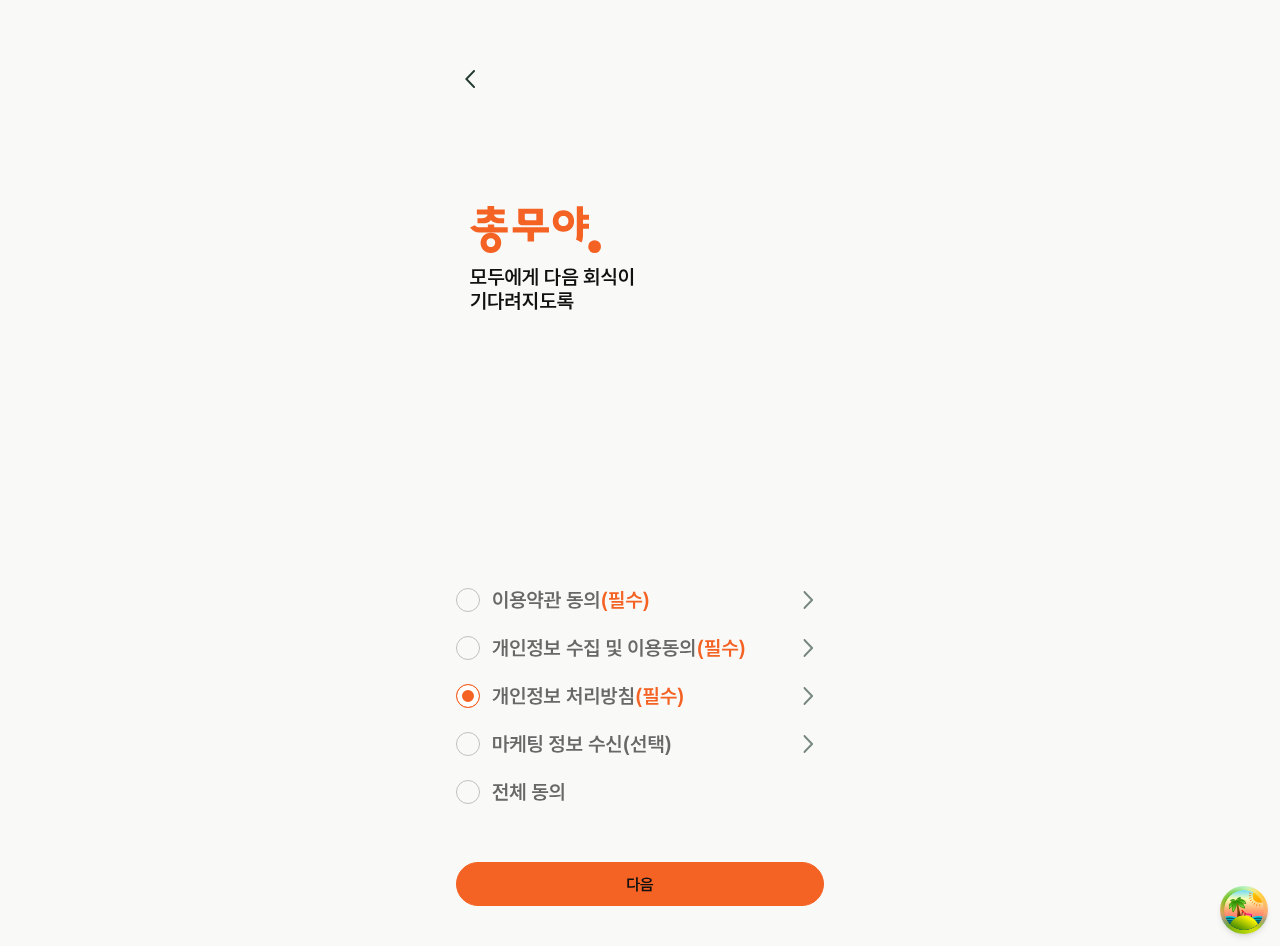 총무야.
모두에게 다음 회식이
기다려지도록
이용약관 동의(필수)
개인정보 수집 및 이용동의(필수)
개인정보 처리방침(필수)
마케팅 정보 수신(선택)
전체 동의
다음